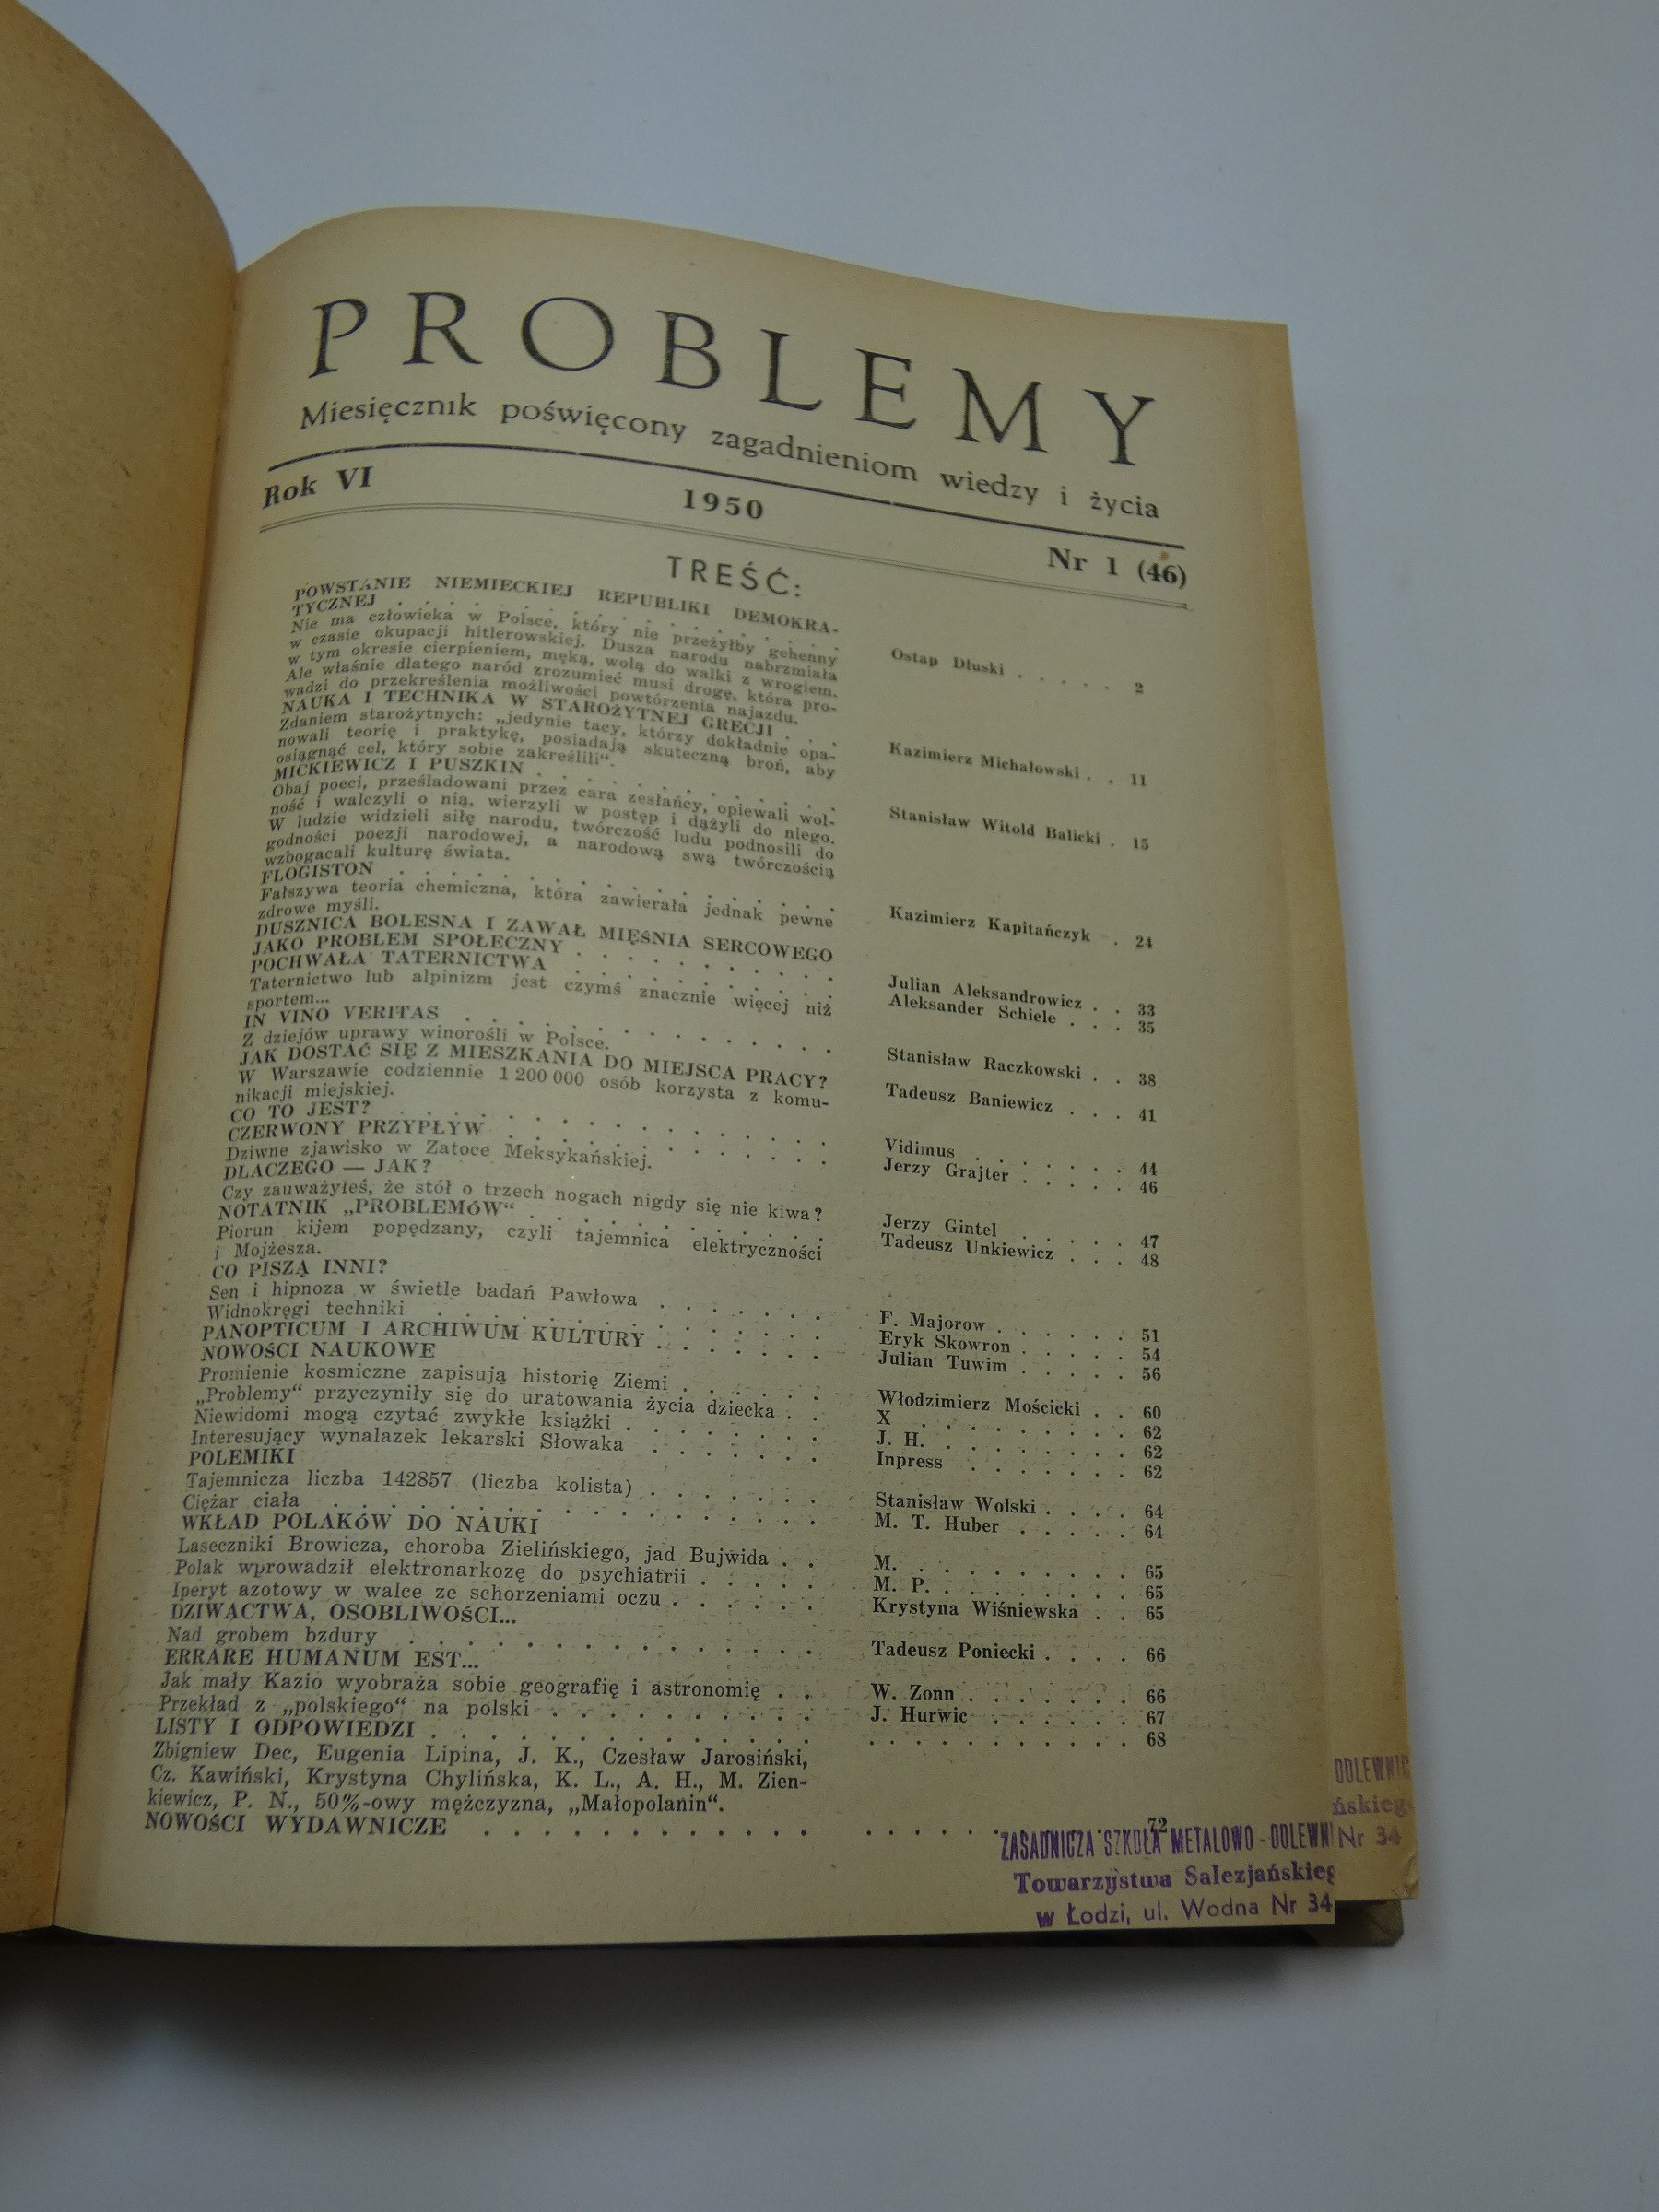 PROBLEMY
Miesięcznik poświęcony zagadnieniom wiedzy i życia
Rok VI 1950 Nr 1 (46)
TREŚĆ:
POWSTANIE NIEMIECKIEJ REPUBLIKI DEMOKRA-
TYCZNEJ . . . . . Ostap Dłuski . . . . . 2
Nie ma człowieka w Polsce, który nie przeżyłby gehenny
w czasie okupacji hitlerowskiej. Dusza narodu nabrzmiała
w tym okresie cierpieniem, męką, wolą do walki z wrogiem.
Ale właśnie dlatego naród zrozumieć musi drogę, która pro-
wadzi do przekreślenia możliwości powtórzenia najazdu.
NAUKA I TECHNIKA W STAROŻYTNEJ GRECJI . . . Kazimierz Michałowski . . 11
Zdaniem starożytnych: „jedynie tacy, którzy dokładnie opa-
nowali teorię i praktykę, posiadają skuteczną broń, aby
osiągnąć cel, który sobie zakreślili“.
MICKIEWICZ I PUSZKIN . . . . . Stanisław Witold Balicki . 15
Obaj poeci, prześladowani przez cara zesłańcy, opiewali wol-
ność i walczyli o nią, wierzyli w postęp i dążyli do niego.
W ludzie widzieli siłę narodu, twórczość ludu podnosili do
godności poezji narodowej, a narodową swą twórczością
wzbogacali kulturę świata.
FLOGISTON . . . . . Kazimierz Kapitańczyk . 24
Fałszywa teoria chemiczna, która zawierała jednak pewne
zdrowe myśli.
DUSZNICA BOLESNA I ZAWAŁ MIĘŚNIA SERCOWEGO
JAKO PROBLEM SPOŁECZNY . . . . . Julian Aleksandrowicz . . 33
POCHWAŁA TATERNICTWA . . . . . Aleksander Schiele . . . 35
Taternictwo lub alpinizm jest czymś znacznie więcej niż
sportem...
IN VINO VERITAS . . . . . Stanisław Raczkowski . . 38
Z dziejów uprawy winorośli w Polsce.
JAK DOSTAĆ SIĘ Z MIESZKANIA DO MIEJSCA PRACY? Tadeusz Baniewicz . . . 41
W Warszawie codziennie 1 200 000 osób korzysta z komu-
nikacji miejskiej.
CO TO JEST? . . . . . Vidimus . . . . . 44
CZERWONY PRZYPŁYW . . . . . Jerzy Grajter . . . . . 46
Dziwne zjawisko w Zatoce Meksykańskiej.
DLACZEGO — JAK?
Czy zauważyłeś, że stół o trzech nogach nigdy się nie kiwa? Jerzy Gintel . . . . . 47
NOTATNIK „PROBLEMÓW“ . . . . . Tadeusz Unkiewicz . . . 48
Piorun kijem popędzany, czyli tajemnica elektryczności
i Mojżesza.
CO PISZĄ INNI?
Sen i hipnoza w świetle badań Pawłowa . . . . . F. Majorow . . . . . 51
Widnokręgi techniki . . . . . Eryk Skowron . . . . . 54
PANOPTICUM I ARCHIWUM KULTURY . . . . . Julian Tuwim . . . . . 56
NOWOŚCI NAUKOWE
Promienie kosmiczne zapisują historię Ziemi . . . . . Włodzimierz Mościcki . . 60
„Problemy“ przyczyniły się do uratowania życia dziecka . . X . . . . . 62
Niewidomi mogą czytać zwykłe książki . . . . . J. H. . . . . . 62
Interesujący wynalazek lekarski Słowaka . . . . . Inpress . . . . . 62
POLEMIKI
Tajemnicza liczba 142857 (liczba kolista) . . . . . Stanisław Wolski . . . . 64
Ciężar ciała . . . . . M. T. Huber . . . . . 64
WKŁAD POLAKÓW DO NAUKI
Laseczniki Browicza, choroba Zielińskiego, jad Bujwida . . M. . . . . . 65
Polak wprowadził elektronarkozę do psychiatrii . . . . . M. P. . . . . . 65
Iperyt azotowy w walce ze schorzeniami oczu . . . . . Krystyna Wiśniewska . . 65
DZIWACTWA, OSOBLIWOŚCI...
Nad grobem bzdury . . . . . Tadeusz Poniecki . . . . 66
ERRARE HUMANUM EST...
Jak mały Kazio wyobraża sobie geografię i astronomię . . W. Zonn . . . . . 66
Przekład z „polskiego“ na polski . . . . . J. Hurwic . . . . . 67
LISTY I ODPOWIEDZI . . . . . 68
Zbigniew Dec, Eugenia Lipina, J. K., Czesław Jarosiński,
Cz. Kawiński, Krystyna Chylińska, K. L., A. H., M. Zien-
kiewicz, P. N., 50%-owy mężczyzna, „Małopolanin“.
NOWOŚCI WYDAWNICZE . . . . . 72
ZASADNICZA SZKOŁA METALOWO-ODLEWNI
Towarzystwa Salezjańskieg
w Łodzi, ul. Wodna Nr 34
ODLEWNIC
ńskieg
Nr 34